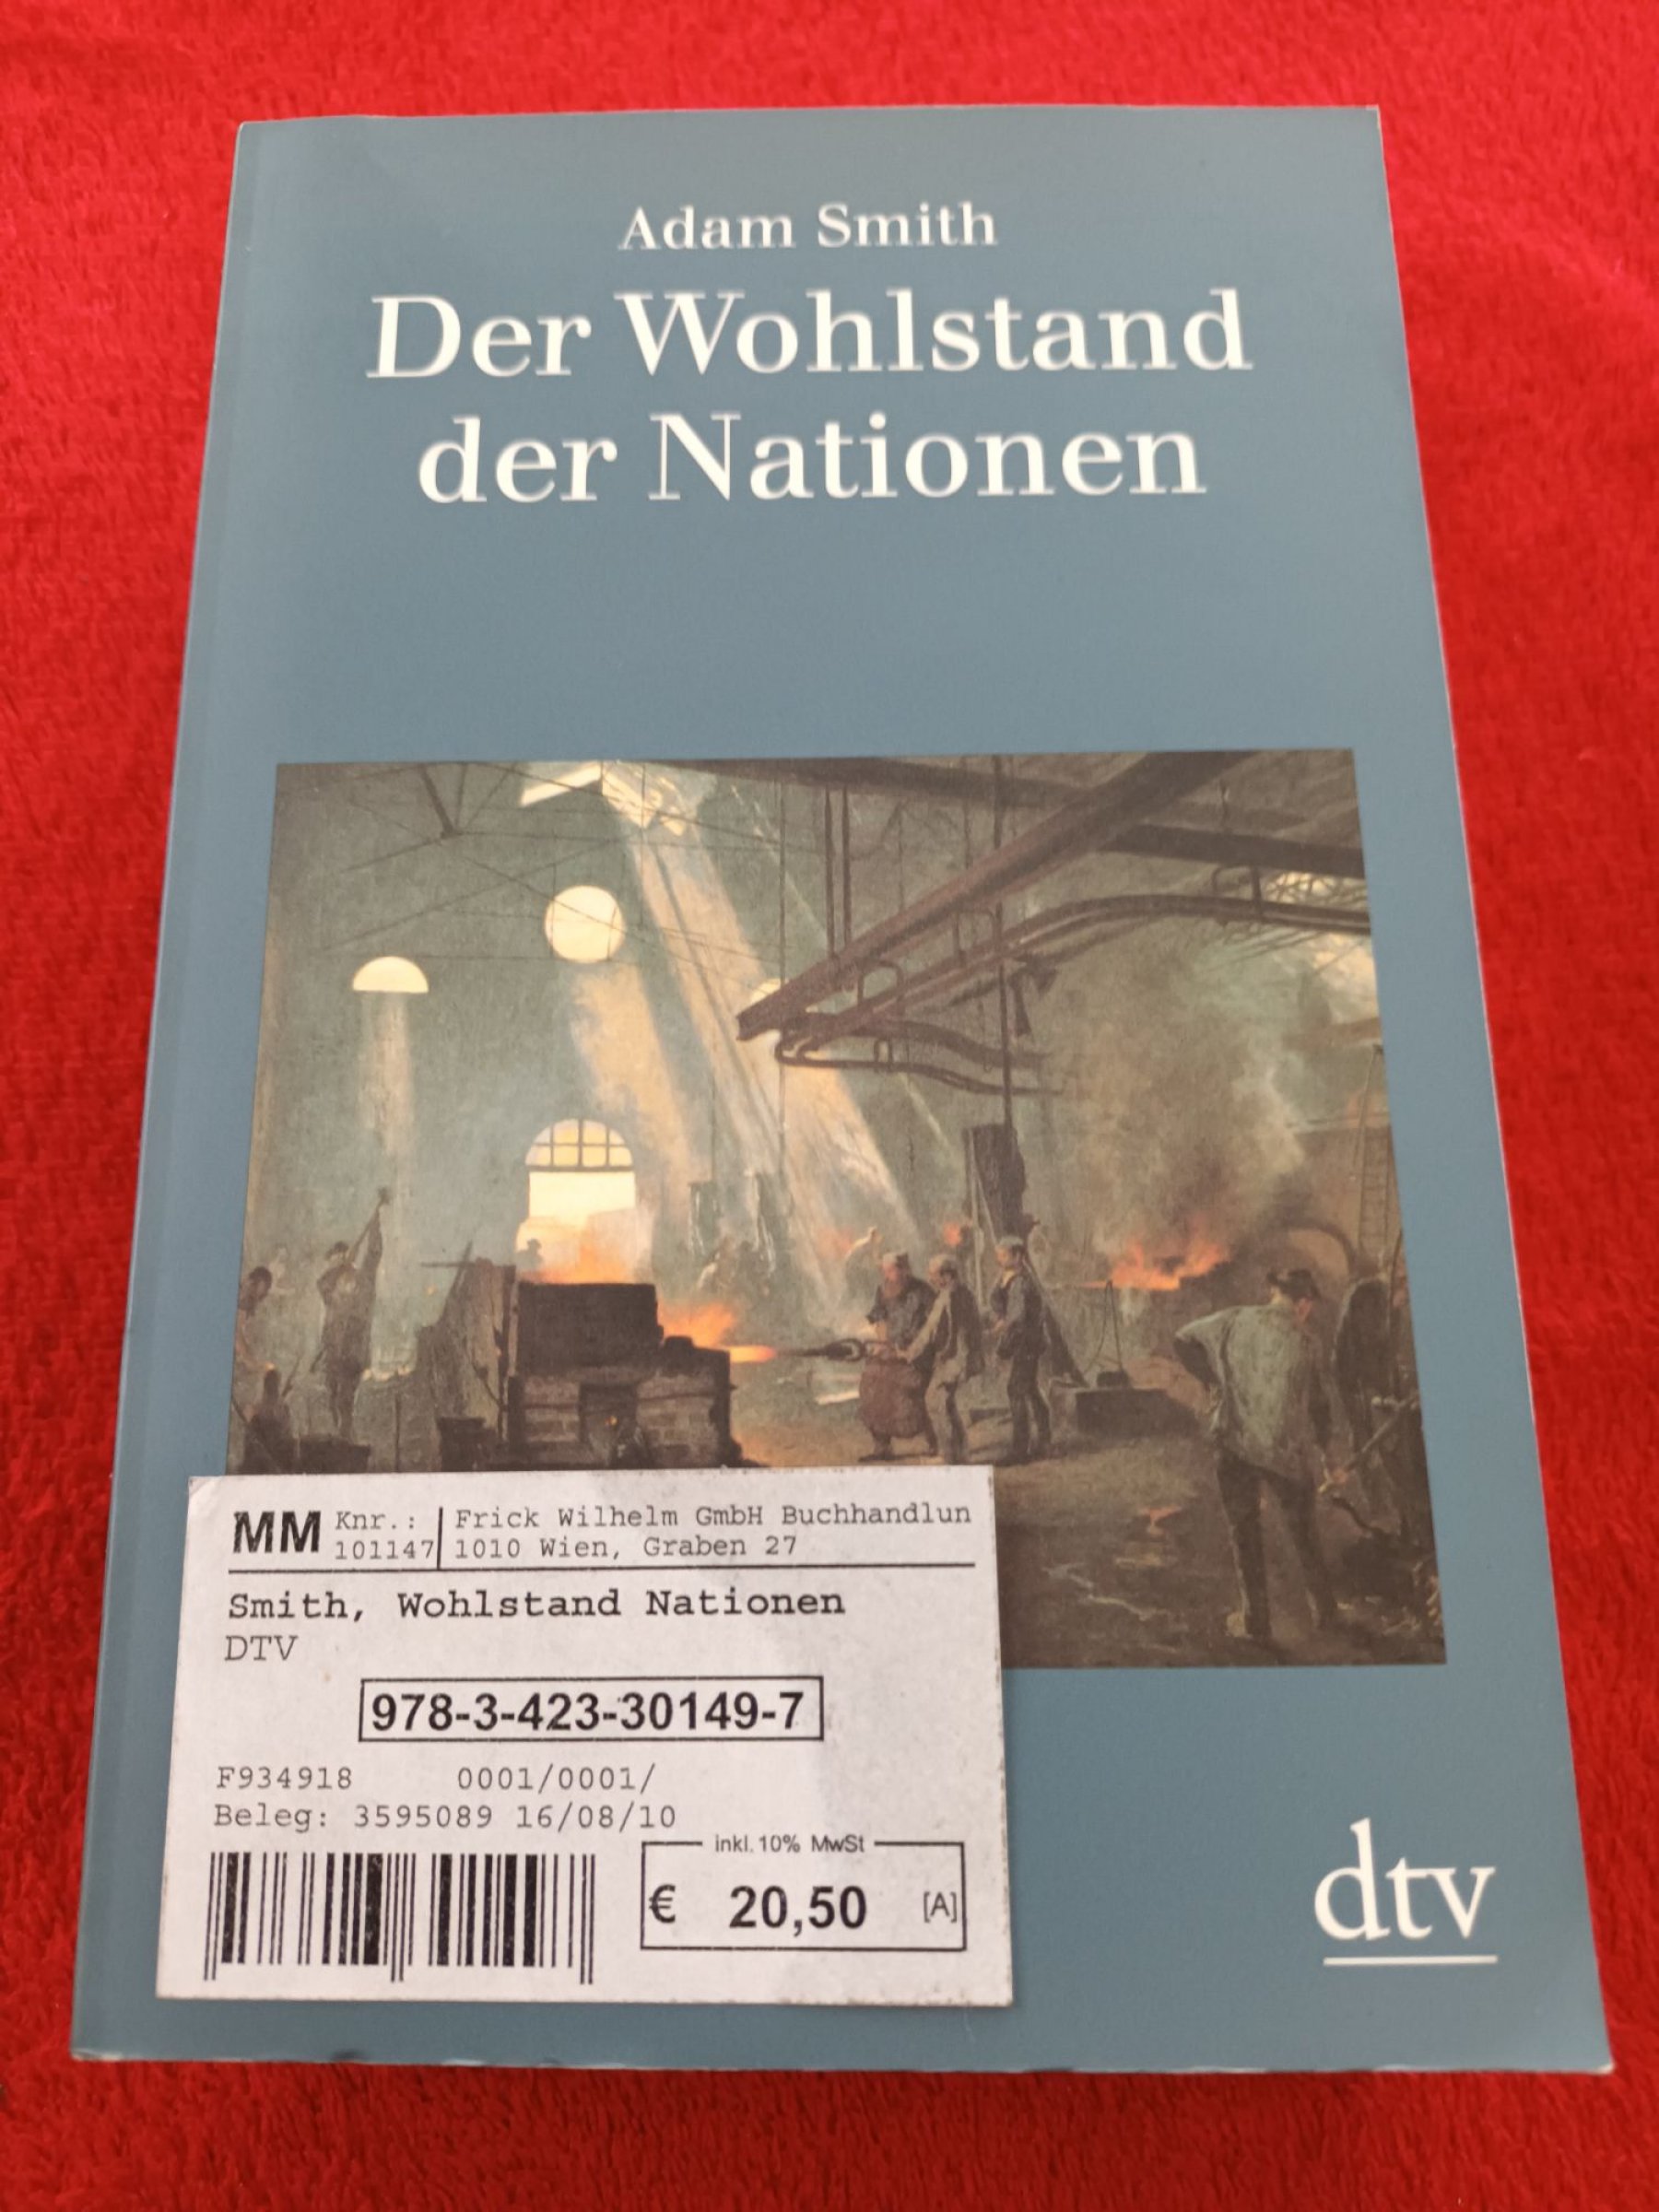 Adam Smith
Der Wohlstand
der Nationen
MM Knr.: Frick Wilhelm GmbH Buchhandlun
101147 1010 Wien, Graben 27
Smith, Wohlstand Nationen
DTV
978-3-423-30149-7
F934918 0001/0001/
Beleg: 3595089 16/08/10
inkl. 10% MwSt
€ 20,50 [A]
dtv